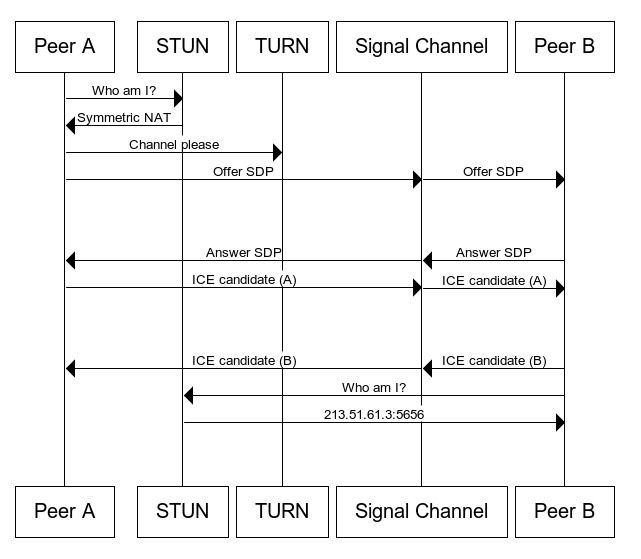 Peer A STUN TURN Signal Channel Peer B
Who am I?
Symmetric NAT
Channel please
Offer SDP Offer SDP
Answer SDP Answer SDP
ICE candidate (A) ICE candidate (A)
ICE candidate (B) ICE candidate (B)
Who am I?
213.51.61.3:5656
Peer A STUN TURN Signal Channel Peer B